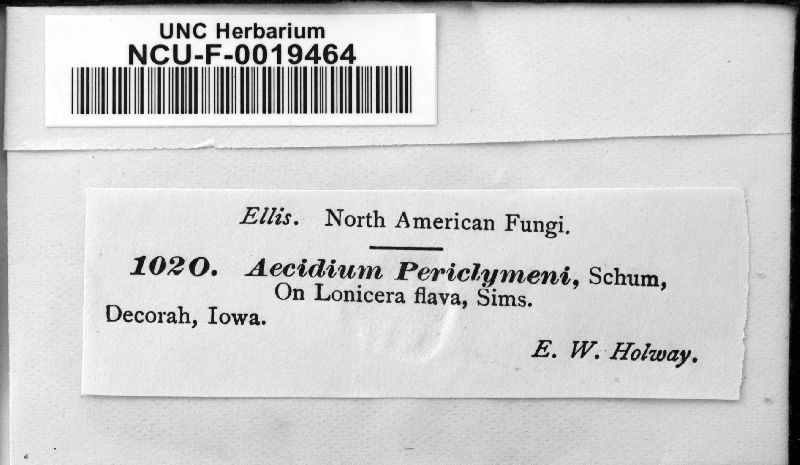 UNC Herbarium
NCU-F-0019464
Ellis. North American Fungi.
1020. Aecidium Periclymeni, Schum,
On Lonicera flava, Sims.
Decorah, Iowa.
E. W. Holway.